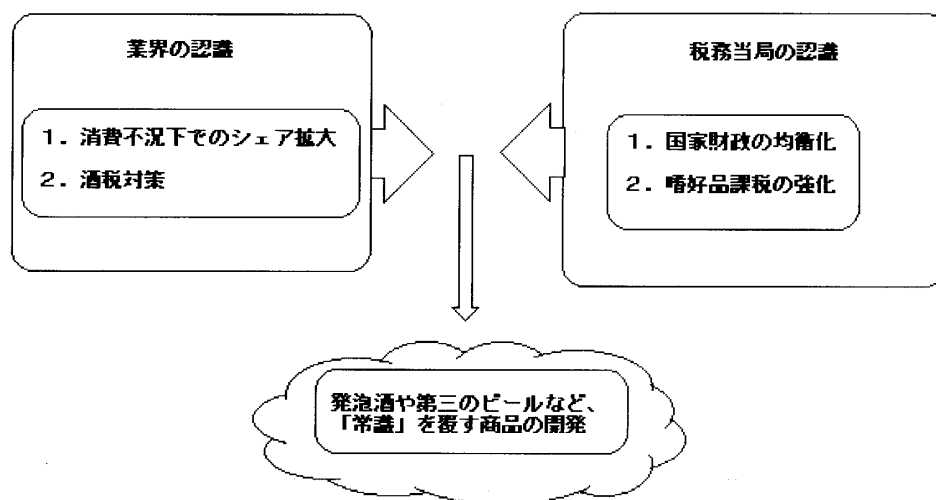 業界の認識
1．消費不況下でのシェア拡大
2．酒税対策
税務当局の認識
1．国家財政の均衡化
2．嗜好品課税の強化
発泡酒や第三のビールなど、
「常識」を覆す商品の開発